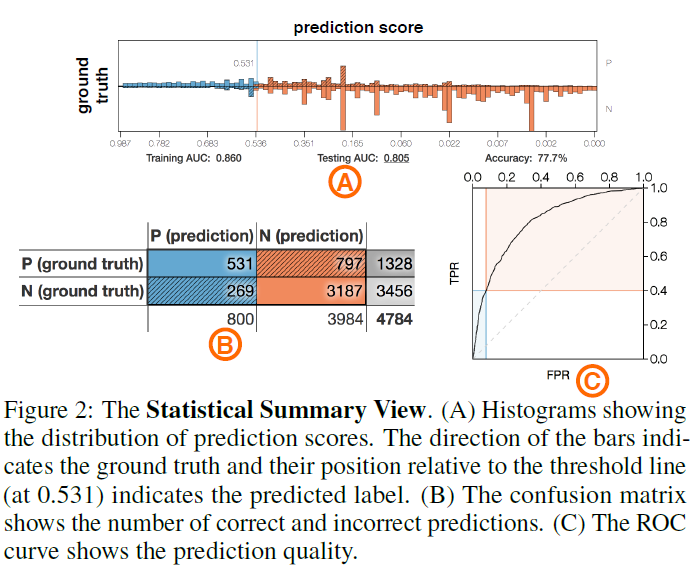 prediction score
ground truth
0.531
P
N
0.987 0.792 0.683 0.536 0.351 0.165 0.060 0.022 0.007 0.002 0.000
Training AUC: 0.860 Testing AUC: 0.805 Accuracy: 77.7%
A
0.0 0.2 0.4 0.6 0.8 1.0
1.0
0.8
0.6
0.4
0.2
0.0
TPR
FPR
C
P (prediction) N (prediction)
P (ground truth) 531 797 1328
N (ground truth) 269 3187 3456
800 3984 4784
B
Figure 2: The Statistical Summary View. (A) Histograms showing
the distribution of prediction scores. The direction of the bars indi-
cates the ground truth and their position relative to the threshold line
(at 0.531) indicates the predicted label. (B) The confusion matrix
shows the number of correct and incorrect predictions. (C) The ROC
curve shows the prediction quality.